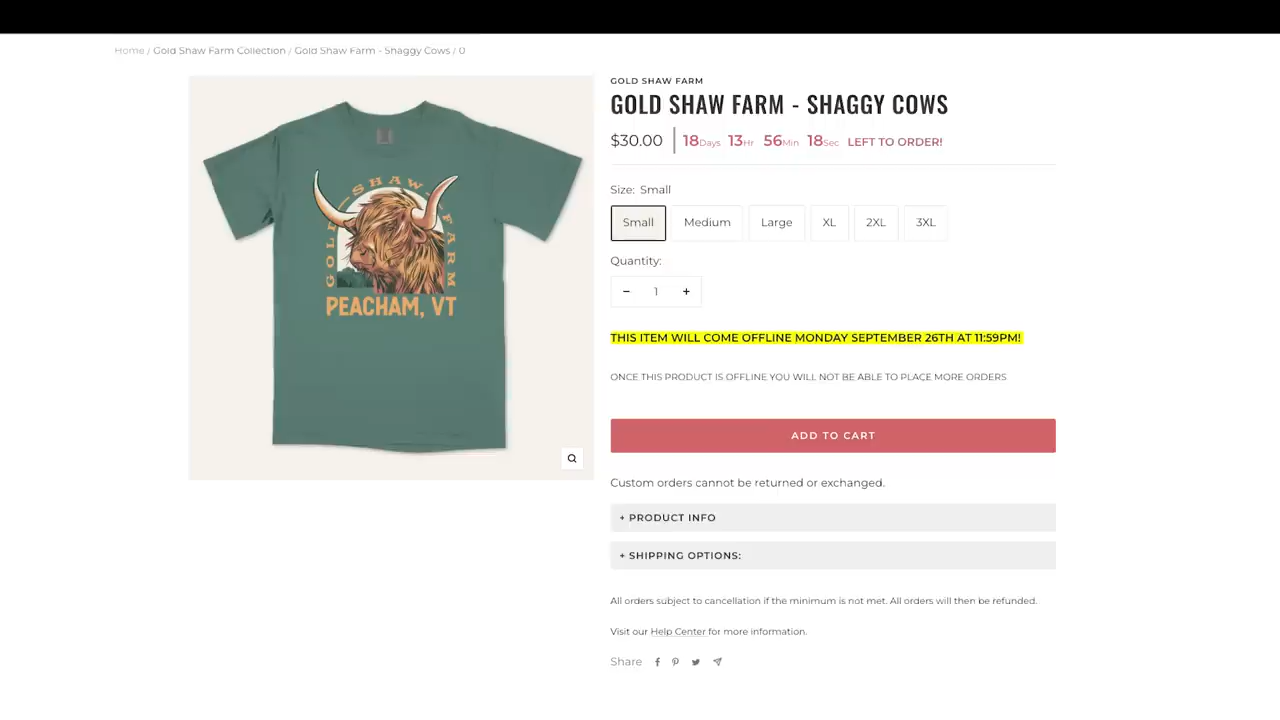 Home / Gold Shaw Farm Collection / Gold Shaw Farm - Shaggy Cows / 0
GOLD SHAW FARM
PEACHAM, VT
GOLD SHAW FARM
GOLD SHAW FARM - SHAGGY COWS
$30.00 18Days 13Hr 56Min 18Sec LEFT TO ORDER!
Size: Small
Small Medium Large XL 2XL 3XL
Quantity:
− 1 +
THIS ITEM WILL COME OFFLINE MONDAY SEPTEMBER 26TH AT 11:59PM!
ONCE THIS PRODUCT IS OFFLINE YOU WILL NOT BE ABLE TO PLACE MORE ORDERS
ADD TO CART
Custom orders cannot be returned or exchanged.
+ PRODUCT INFO
+ SHIPPING OPTIONS:
All orders subject to cancellation if the minimum is not met. All orders will then be refunded.
Visit our Help Center for more information.
Share